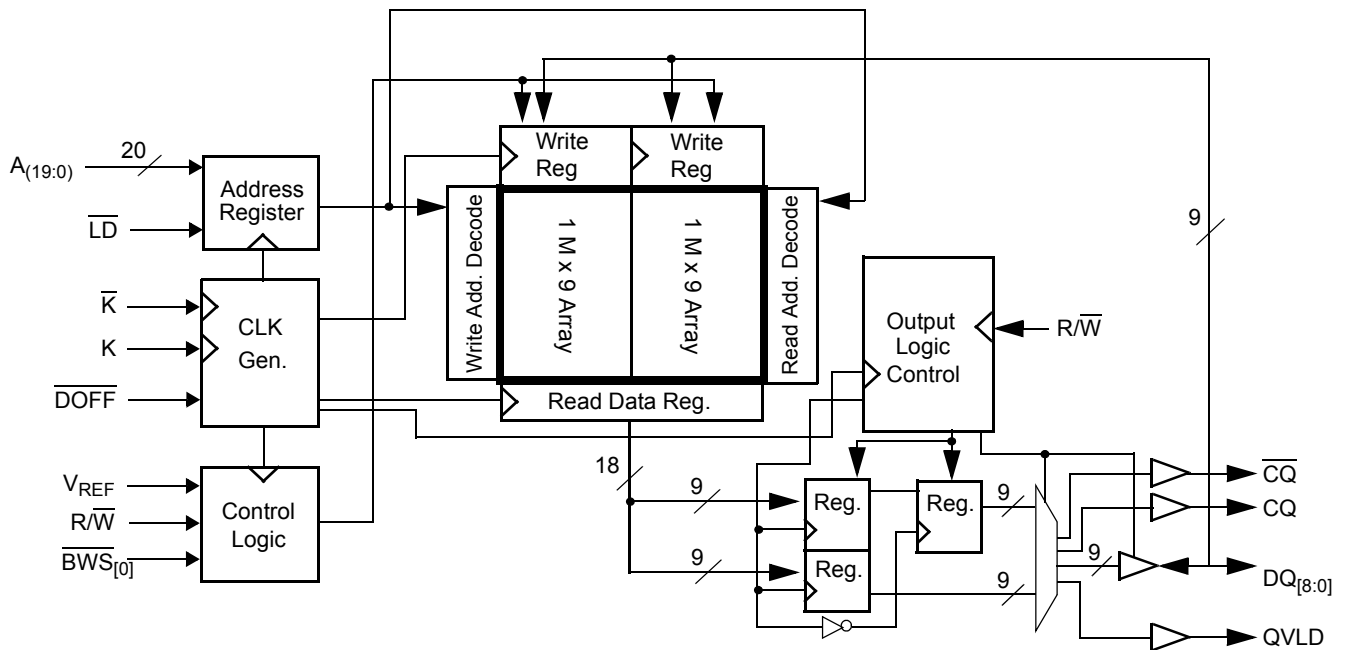 A(19:0)
20
LD
Address
Register
K
K
DOFF
CLK
Gen.
VREF
R/W
BWS[0]
Control
Logic
Write
Reg
Write
Reg
Write Add. Decode
1 M x 9 Array
1 M x 9 Array
Read Add. Decode
Read Data Reg.
18
9
9
Output
Logic
Control
R/W
9
Reg.
Reg.
Reg.
9
9
9
CQ
CQ
DQ[8:0]
QVLD